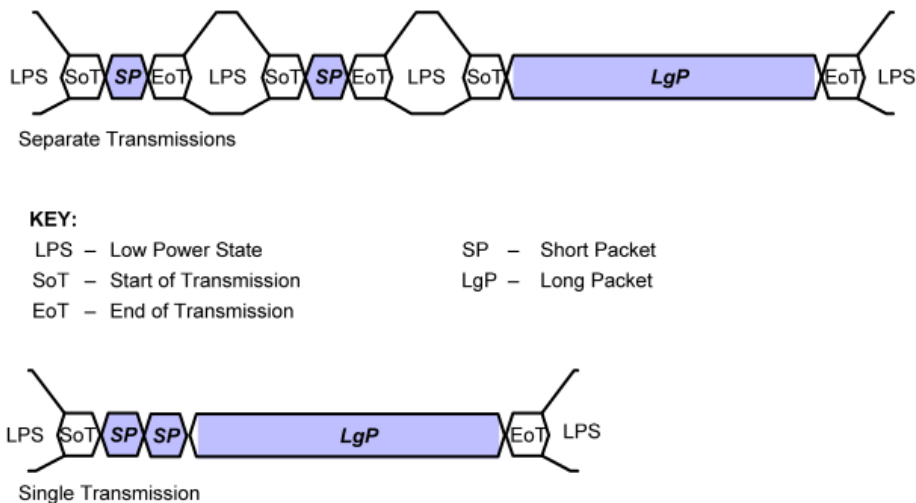 LPS SoT SP EoT LPS SoT SP EoT LPS SoT LgP EoT LPS
Separate Transmissions
KEY:
LPS – Low Power State SP – Short Packet
SoT – Start of Transmission LgP – Long Packet
EoT – End of Transmission
LPS SoT SP SP LgP EoT LPS
Single Transmission